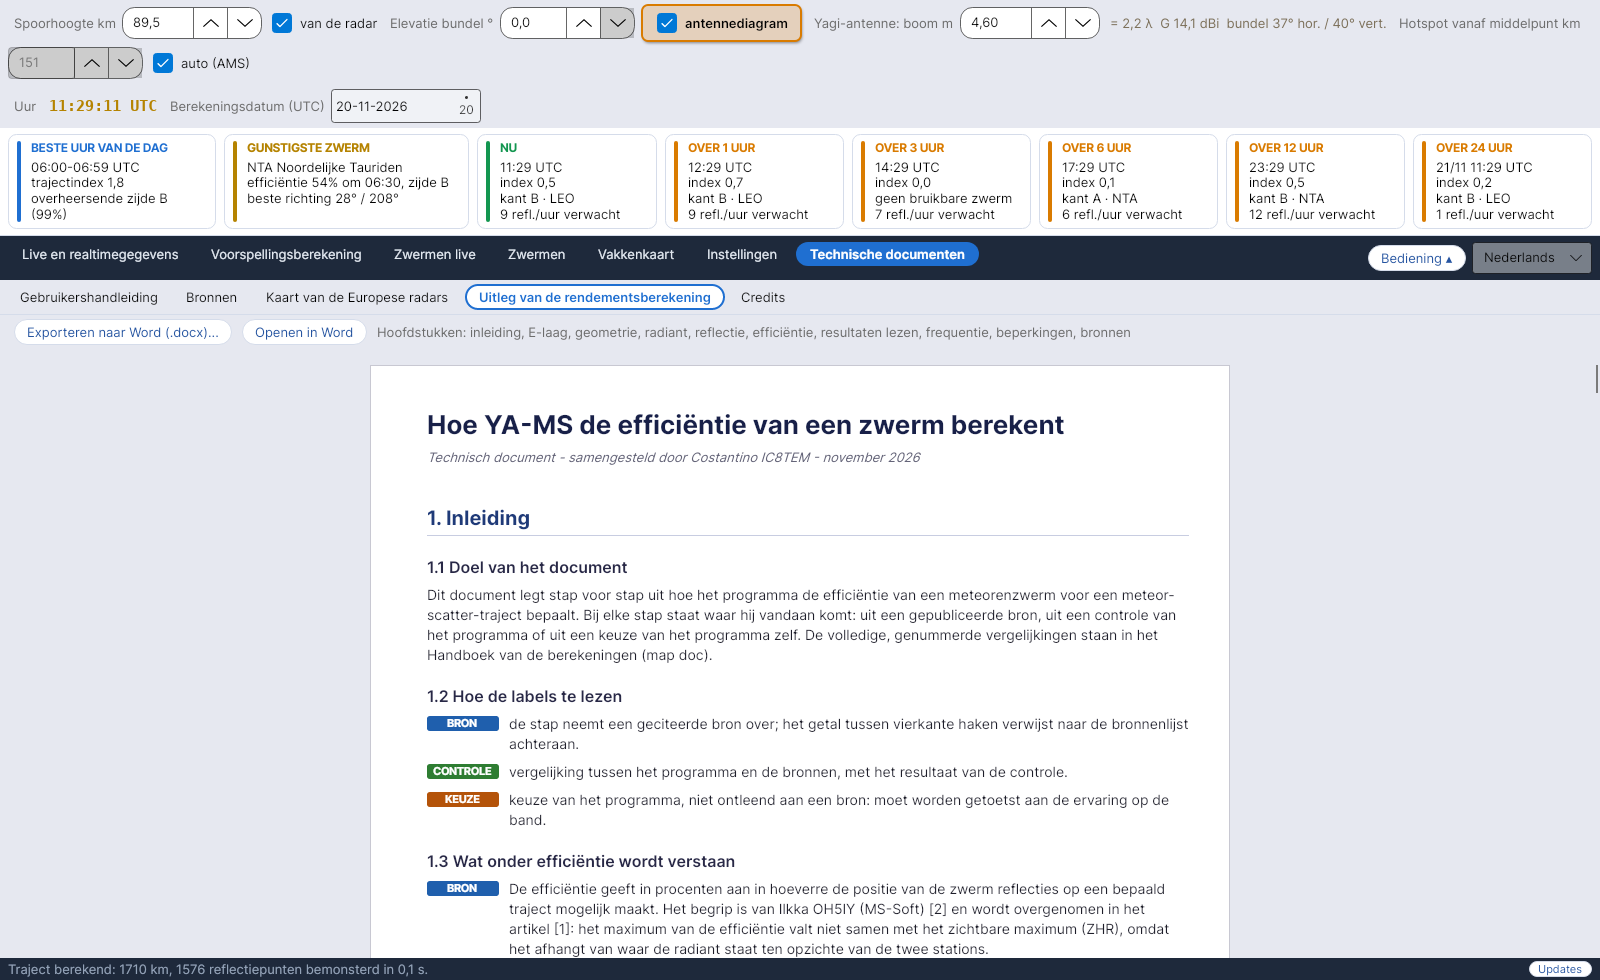 Spoorhoogte km 89,5 van de radar Elevatie bundel ° 0,0 antennediagram Yagi-antenne: boom m 4,60 = 2,2 λ G 14,1 dBi bundel 37° hor. / 40° vert. Hotspot vanaf middelpunt km
151 auto (AMS)
Uur 11:29:11 UTC Berekeningsdatum (UTC) 20-11-2026 20
BESTE UUR VAN DE DAG
06:00-06:59 UTC
trajectindex 1,8
overheersende zijde B
(99%)
GUNSTIGSTE ZWERM
NTA Noordelijke Tauriden
efficiëntie 54% om 06:30, zijde B
beste richting 28° / 208°
NU
11:29 UTC
index 0,5
kant B · LEO
9 refl./uur verwacht
OVER 1 UUR
12:29 UTC
index 0,7
kant B · LEO
9 refl./uur verwacht
OVER 3 UUR
14:29 UTC
index 0,0
geen bruikbare zwerm
7 refl./uur verwacht
OVER 6 UUR
17:29 UTC
index 0,1
kant A · NTA
6 refl./uur verwacht
OVER 12 UUR
23:29 UTC
index 0,5
kant B · NTA
12 refl./uur verwacht
OVER 24 UUR
21/11 11:29 UTC
index 0,2
kant B · LEO
1 refl./uur verwacht
Live en realtimegegevens Voorspellingsberekening Zwermen live Zwermen Vakkenkaart Instellingen Technische documenten Bediening ▴ Nederlands
Gebruikershandleiding Bronnen Kaart van de Europese radars Uitleg van de rendementsberekening Credits
Exporteren naar Word (.docx)... Openen in Word Hoofdstukken: inleiding, E-laag, geometrie, radiant, reflectie, efficiëntie, resultaten lezen, frequentie, beperkingen, bronnen
Hoe YA-MS de efficiëntie van een zwerm berekent
Technisch document - samengesteld door Costantino IC8TEM - november 2026
1. Inleiding
1.1 Doel van het document
Dit document legt stap voor stap uit hoe het programma de efficiëntie van een meteorenzwerm voor een meteor-
scatter-traject bepaalt. Bij elke stap staat waar hij vandaan komt: uit een gepubliceerde bron, uit een controle van
het programma of uit een keuze van het programma zelf. De volledige, genummerde vergelijkingen staan in het
Handboek van de berekeningen (map doc).
1.2 Hoe de labels te lezen
BRON de stap neemt een geciteerde bron over; het getal tussen vierkante haken verwijst naar de bronnenlijst
achteraan.
CONTROLE vergelijking tussen het programma en de bronnen, met het resultaat van de controle.
KEUZE keuze van het programma, niet ontleend aan een bron: moet worden getoetst aan de ervaring op de
band.
1.3 Wat onder efficiëntie wordt verstaan
BRON De efficiëntie geeft in procenten aan in hoeverre de positie van de zwerm reflecties op een bepaald
traject mogelijk maakt. Het begrip is van Ilkka OH5IY (MS-Soft) [2] en wordt overgenomen in het
artikel [1]: het maximum van de efficiëntie valt niet samen met het zichtbare maximum (ZHR), omdat
het afhangt van waar de radiant staat ten opzichte van de twee stations.
Traject berekend: 1710 km, 1576 reflectiepunten bemonsterd in 0,1 s. Updates